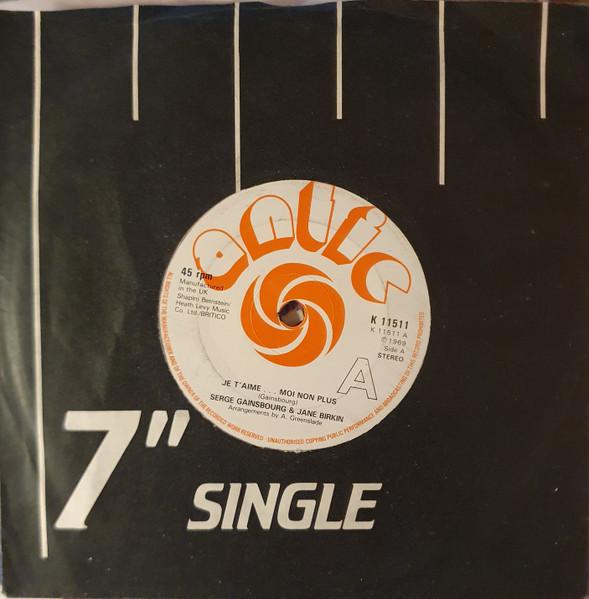 antic
45 rpm
Manufactured
in the UK
Shapiro Bernstein/
Heath Levy Music
Co. Ltd./BRITICO
K 11511
K 11511 A
℗ 1969
Side A
STEREO
A
JE T'AIME . . . MOI NON PLUS
(Gainsbourg)
SERGE GAINSBOURG & JANE BIRKIN
Arrangements by A. Greenslade
ALL RIGHTS OF THE MANUFACTURER AND OF THE OWNER OF THE RECORDED WORK RESERVED · UNAUTHORISED COPYING PUBLIC PERFORMANCE AND BROADCASTING OF THIS RECORD PROHIBITED
7" SINGLE